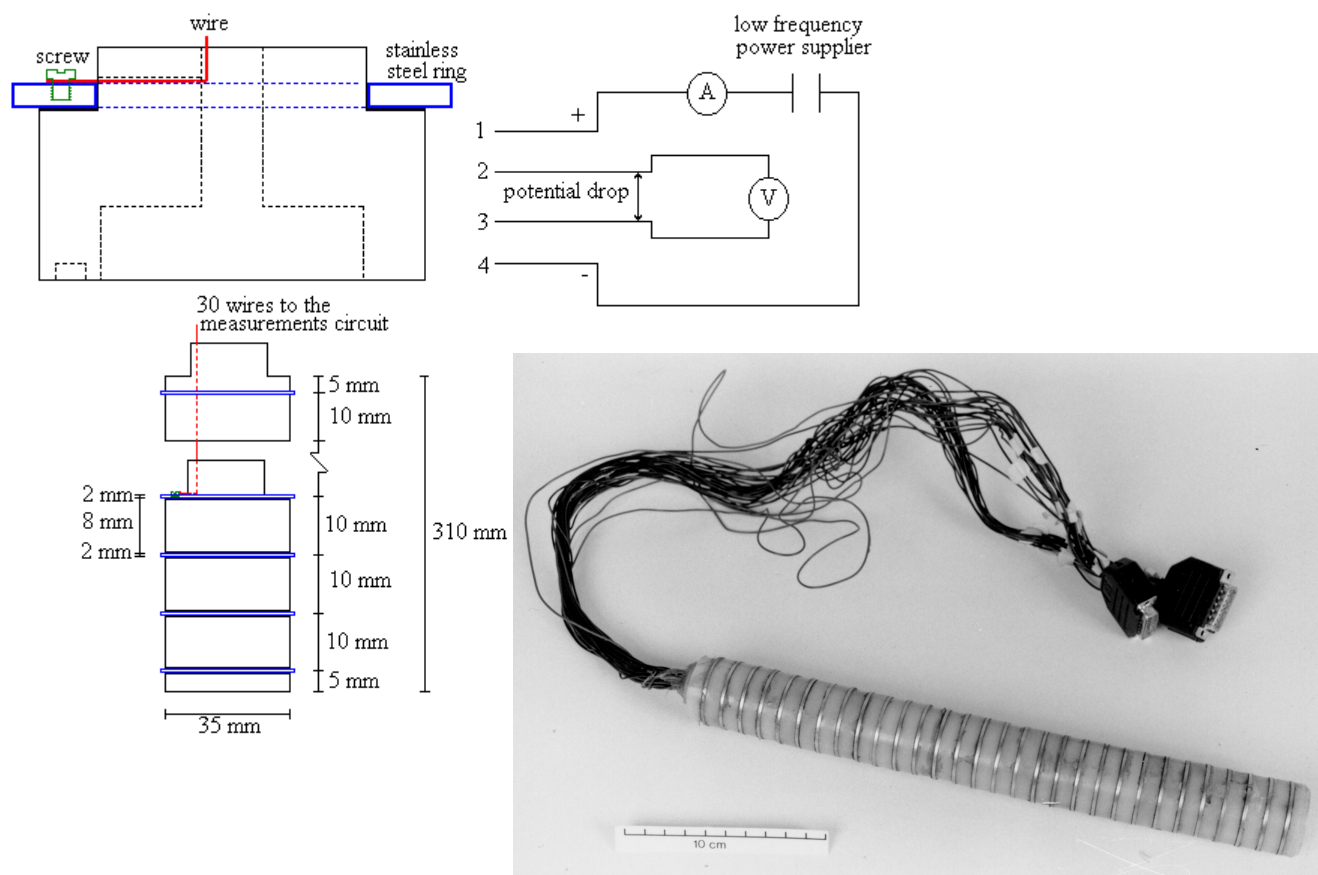 wire
screw
stainless
steel ring
low frequency
power supplier
A
+
1
2
potential drop
V
3
4
-
30 wires to the
measurements circuit
5 mm
10 mm
2 mm
8 mm
2 mm
10 mm
10 mm
10 mm
5 mm
310 mm
35 mm
10 cm